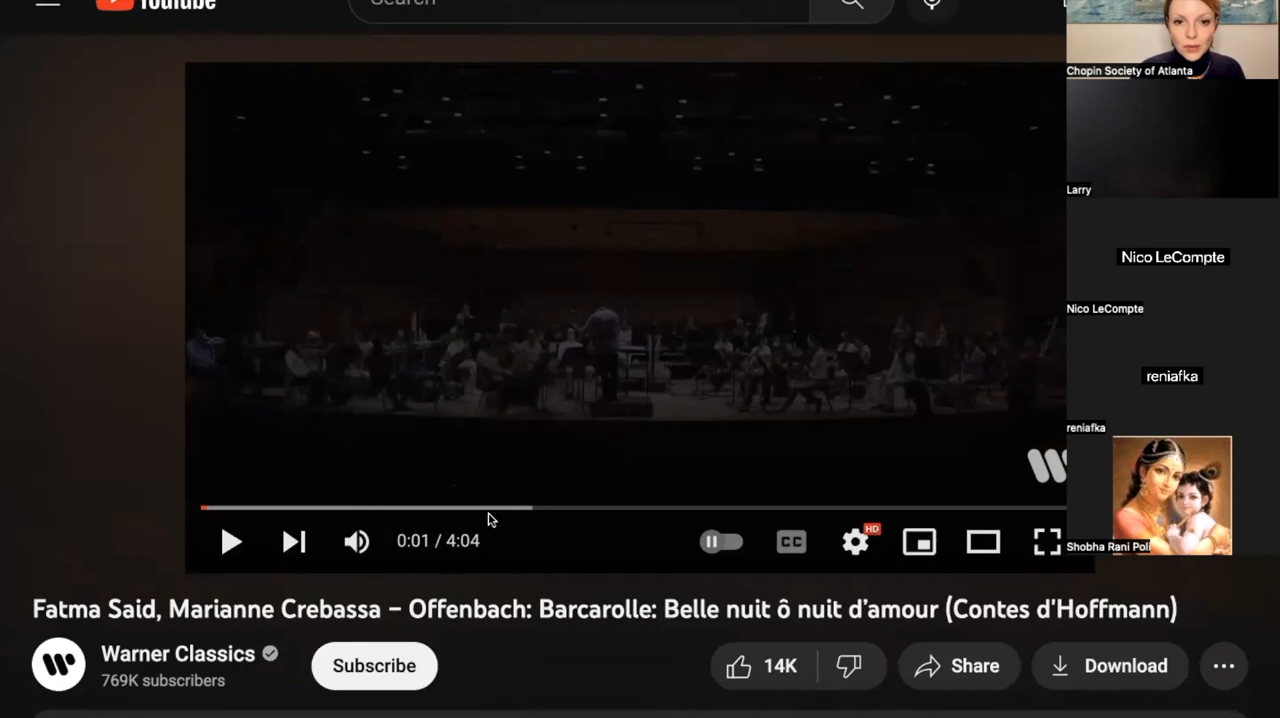 YouTube
Search
Chopin Society of Atlanta
Larry
Nico LeCompte
Nico LeCompte
reniafka
reniafka
Shobha Rani Poli
0:01 / 4:04
CC
HD
Fatma Said, Marianne Crebassa – Offenbach: Barcarolle: Belle nuit ô nuit d'amour (Contes d'Hoffmann)
Warner Classics
769K subscribers
Subscribe
14K
Share
Download